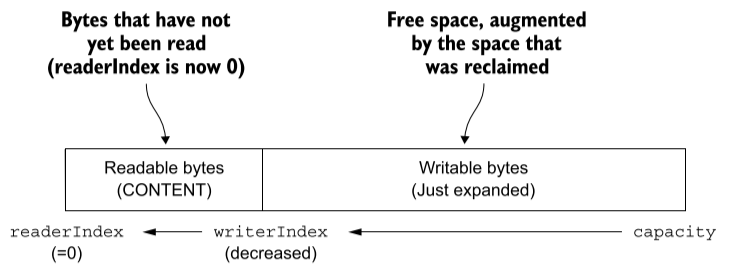 Bytes that have not
yet been read
(readerIndex is now 0)
Free space, augmented
by the space that
was reclaimed
Readable bytes
(CONTENT)
Writable bytes
(Just expanded)
readerIndex
(=0)
writerIndex
(decreased)
capacity